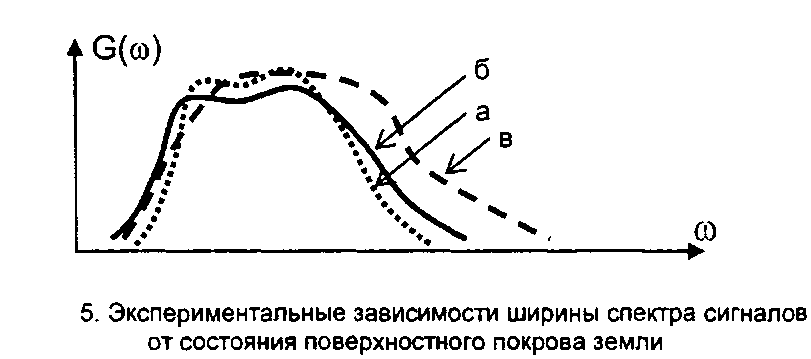 G(ω)
б
а
в
ω
5. Экспериментальные зависимости ширины спектра сигналов
от состояния поверхностного покрова земли